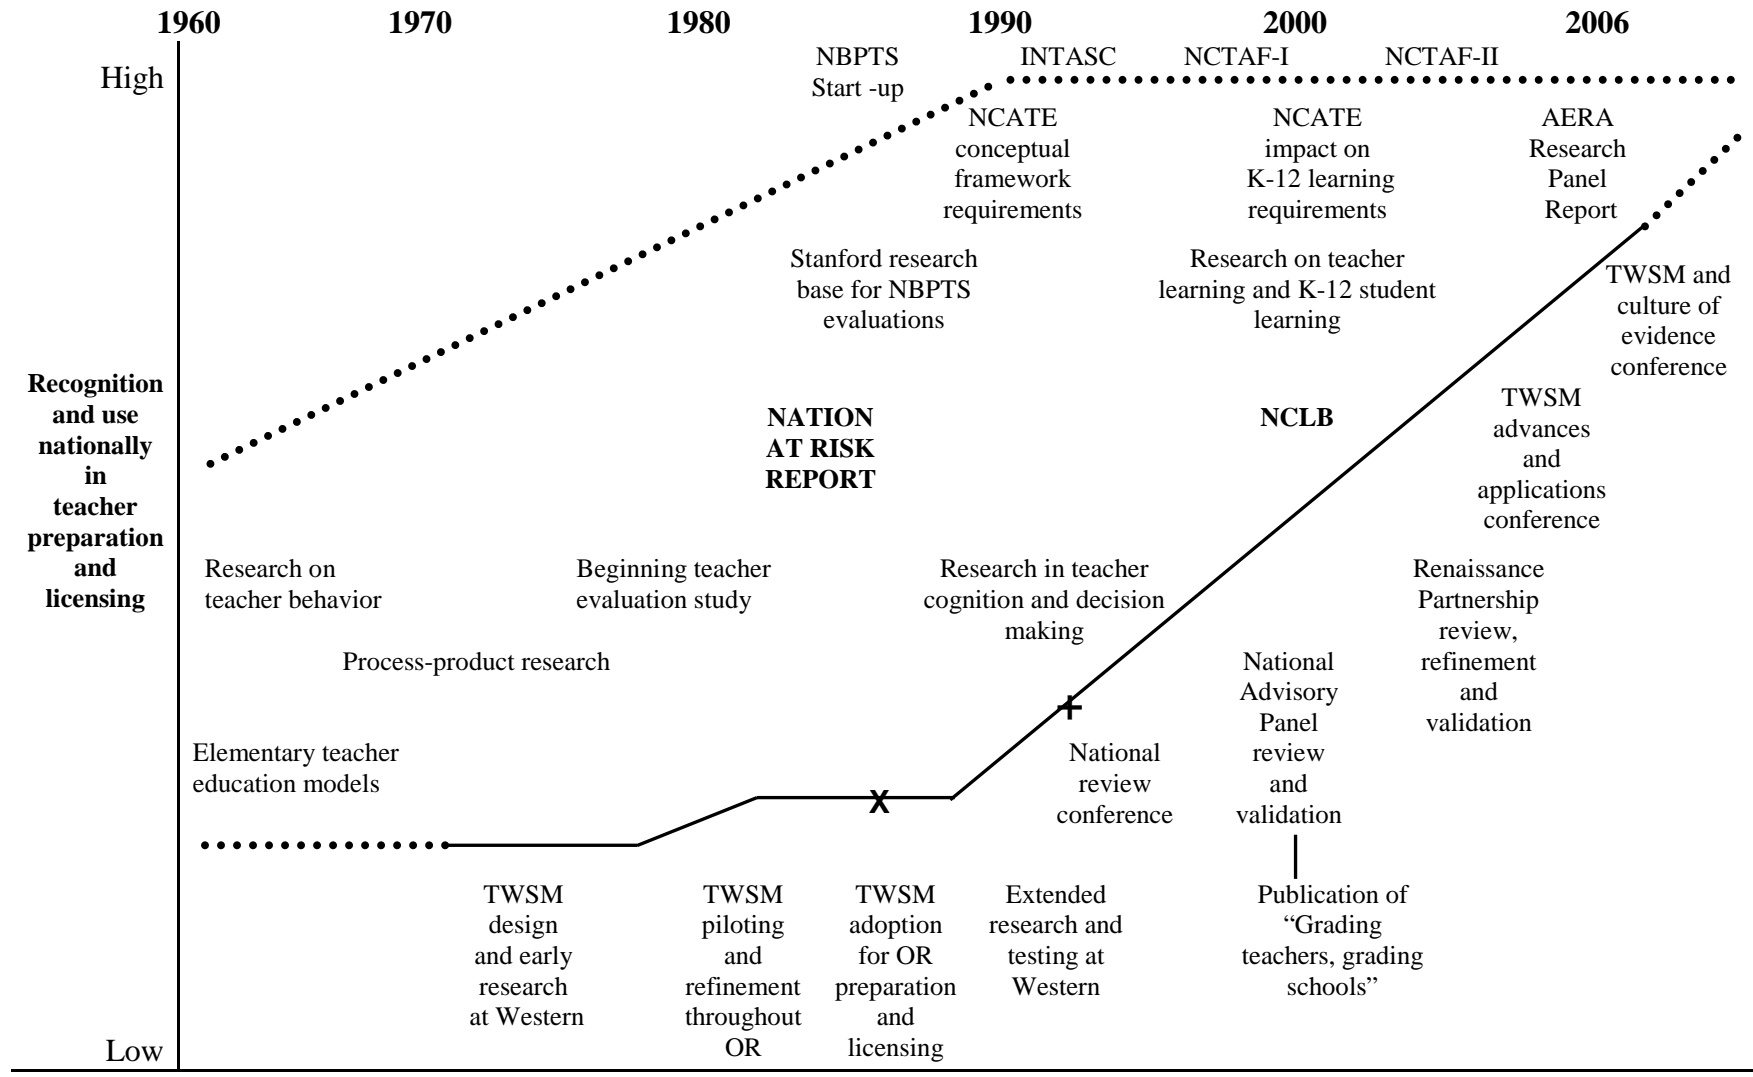 1960 1970 1980 1990 2000 2006
High
NBPTS
Start -up
INTASC
NCTAF-I
NCTAF-II
NCATE
conceptual
framework
requirements
NCATE
impact on
K-12 learning
requirements
AERA
Research
Panel
Report
Stanford research
base for NBPTS
evaluations
Research on teacher
learning and K-12 student
learning
TWSM and
culture of
evidence
conference
Recognition
and use
nationally
in
teacher
preparation
and
licensing
NATION
AT RISK
REPORT
NCLB
TWSM
advances
and
applications
conference
Research on
teacher behavior
Beginning teacher
evaluation study
Research in teacher
cognition and decision
making
Renaissance
Partnership
review,
refinement
and
validation
Process-product research
National
Advisory
Panel
review
and
validation
Elementary teacher
education models
National
review
conference
X
+
TWSM
design
and early
research
at Western
TWSM
piloting
and
refinement
throughout
OR
TWSM
adoption
for OR
preparation
and
licensing
Extended
research and
testing at
Western
Publication of
“Grading
teachers, grading
schools”
Low